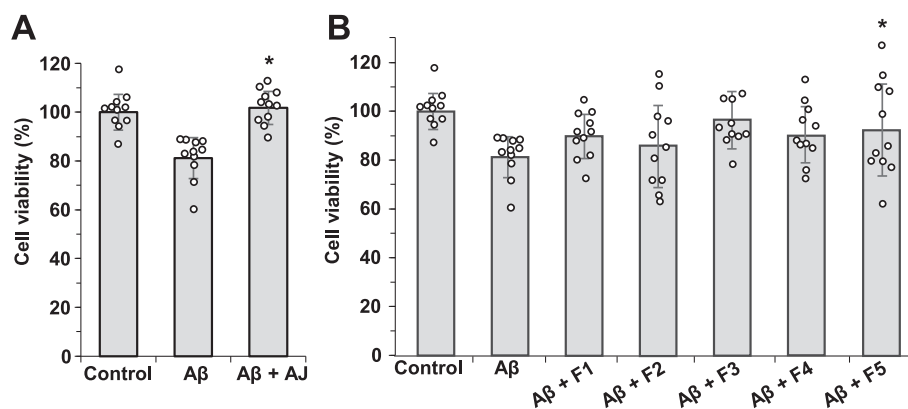 A
Cell viability (%)
120
100
80
60
40
20
0
*
Control Aβ Aβ + AJ
B
Cell viability (%)
120
100
80
60
40
20
0
*
Control Aβ Aβ + F1 Aβ + F2 Aβ + F3 Aβ + F4 Aβ + F5